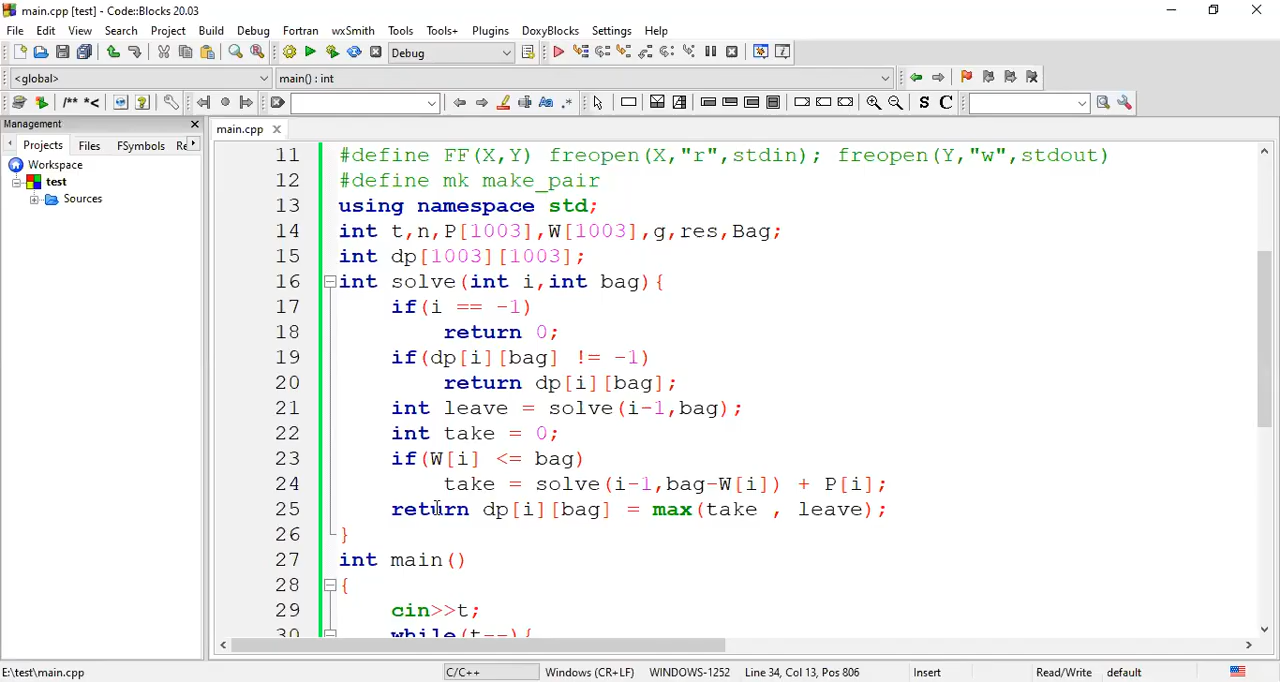 main.cpp [test] - Code::Blocks 20.03
File Edit View Search Project Build Debug Fortran wxSmith Tools Tools+ Plugins DoxyBlocks Settings Help
Debug
<global> main() : int
/** *< S C
Management
Projects Files FSymbols Re
main.cpp
Workspace
test
Sources
11 #define FF(X,Y) freopen(X,"r",stdin); freopen(Y,"w",stdout)
12 #define mk make_pair
13 using namespace std;
14 int t,n,P[1003],W[1003],g,res,Bag;
15 int dp[1003][1003];
16 int solve(int i,int bag){
17 if(i == -1)
18 return 0;
19 if(dp[i][bag] != -1)
20 return dp[i][bag];
21 int leave = solve(i-1,bag);
22 int take = 0;
23 if(W[i] <= bag)
24 take = solve(i-1,bag-W[i]) + P[i];
25 return dp[i][bag] = max(take , leave);
26 }
27 int main()
28 {
29 cin>>t;
30 while(t--){
E:\test\main.cpp C/C++ Windows (CR+LF) WINDOWS-1252 Line 34, Col 13, Pos 806 Insert Read/Write default